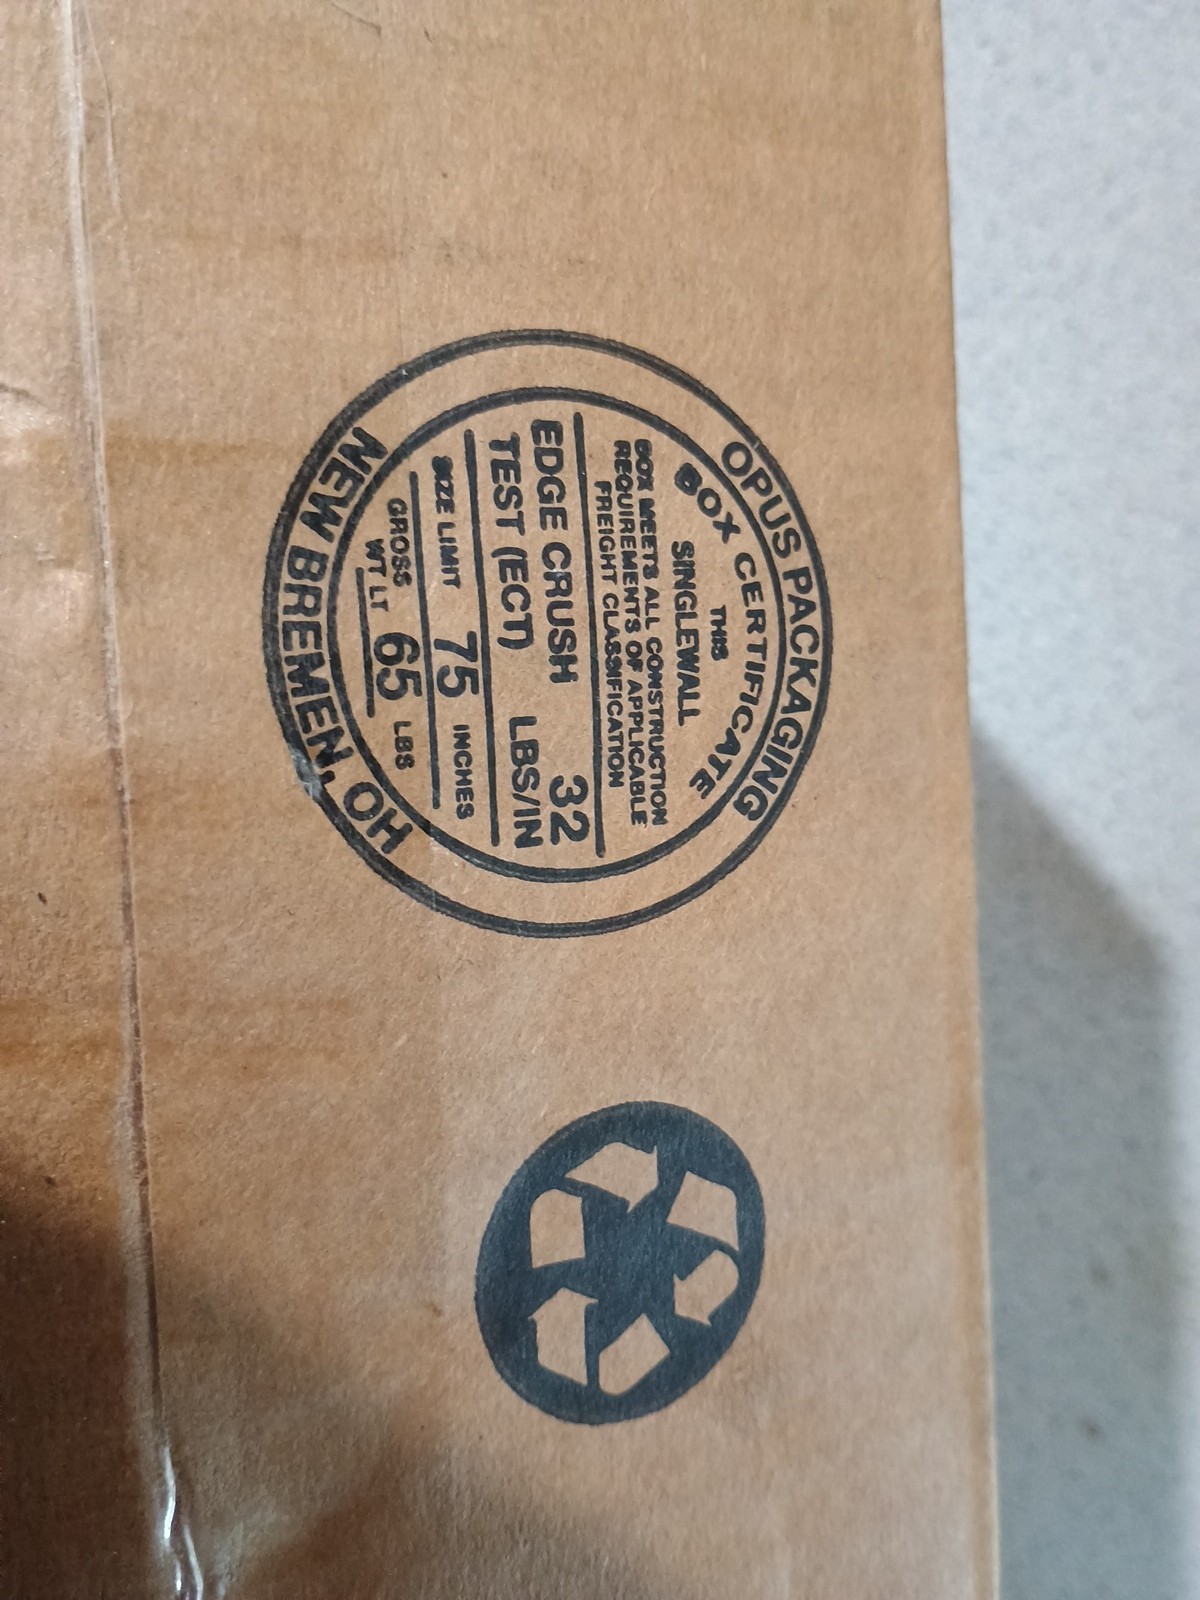 OPUS PACKAGING
BOX CERTIFICATE
THIS
SINGLEWALL
BOX MEETS ALL CONSTRUCTION
REQUIREMENTS OF APPLICABLE
FREIGHT CLASSIFICATION
EDGE CRUSH 32
TEST (ECT) LBS/IN
SIZE LIMIT 75 INCHES
GROSS
WT LT 65 LBS
NEW BREMEN, OH